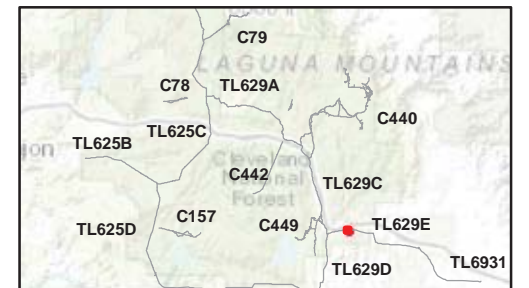 C79
LAGUNA MOUNTAINS
C78
TL629A
C440
TL625C
TL625B
Cleveland
National
Forest
C442
TL629C
C157
C449
TL629E
TL625D
TL6931
TL629D